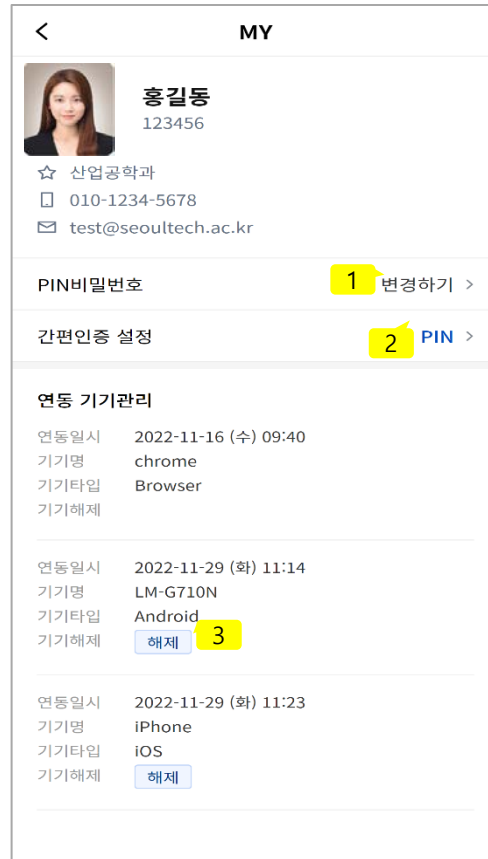 MY
홍길동
123456
산업공학과
010-1234-5678
test@seoultech.ac.kr
PIN비밀번호 1 변경하기
간편인증 설정 2 PIN
연동 기기관리
연동일시 2022-11-16 (수) 09:40
기기명 chrome
기기타입 Browser
기기해제
연동일시 2022-11-29 (화) 11:14
기기명 LM-G710N
기기타입 Android
기기해제 해제 3
연동일시 2022-11-29 (화) 11:23
기기명 iPhone
기기타입 iOS
기기해제 해제